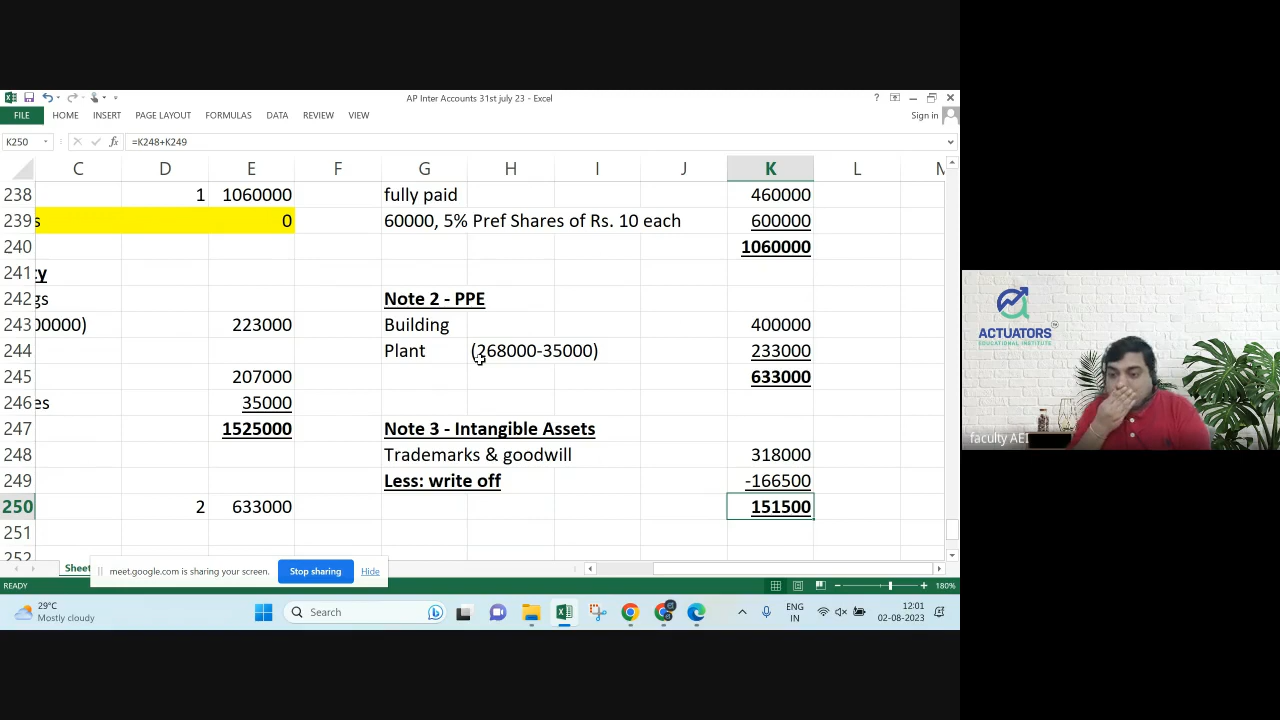 AP Inter Accounts 31st july 23 - Excel
?
FILE HOME INSERT PAGE LAYOUT FORMULAS DATA REVIEW VIEW
Sign in
K250 fx =K248+K249
C D E F G H I J K L
238 1 1060000 fully paid 460000
239 s 0 60000, 5% Pref Shares of Rs. 10 each 600000
240 1060000
241 :y
242 gs Note 2 - PPE
243 00000) 223000 Building 400000
244 Plant (268000-35000) 233000
245 207000 633000
246 es 35000
247 1525000 Note 3 - Intangible Assets
248 Trademarks & goodwill 318000
249 Less: write off -166500
250 2 633000 151500
251
252
Sheet
meet.google.com is sharing your screen. Stop sharing Hide
READY 180%
29°C
Mostly cloudy
Search
ENG
IN
12:01
02-08-2023
ACTUATORS
EDUCATIONAL INSTITUTE
faculty AEI